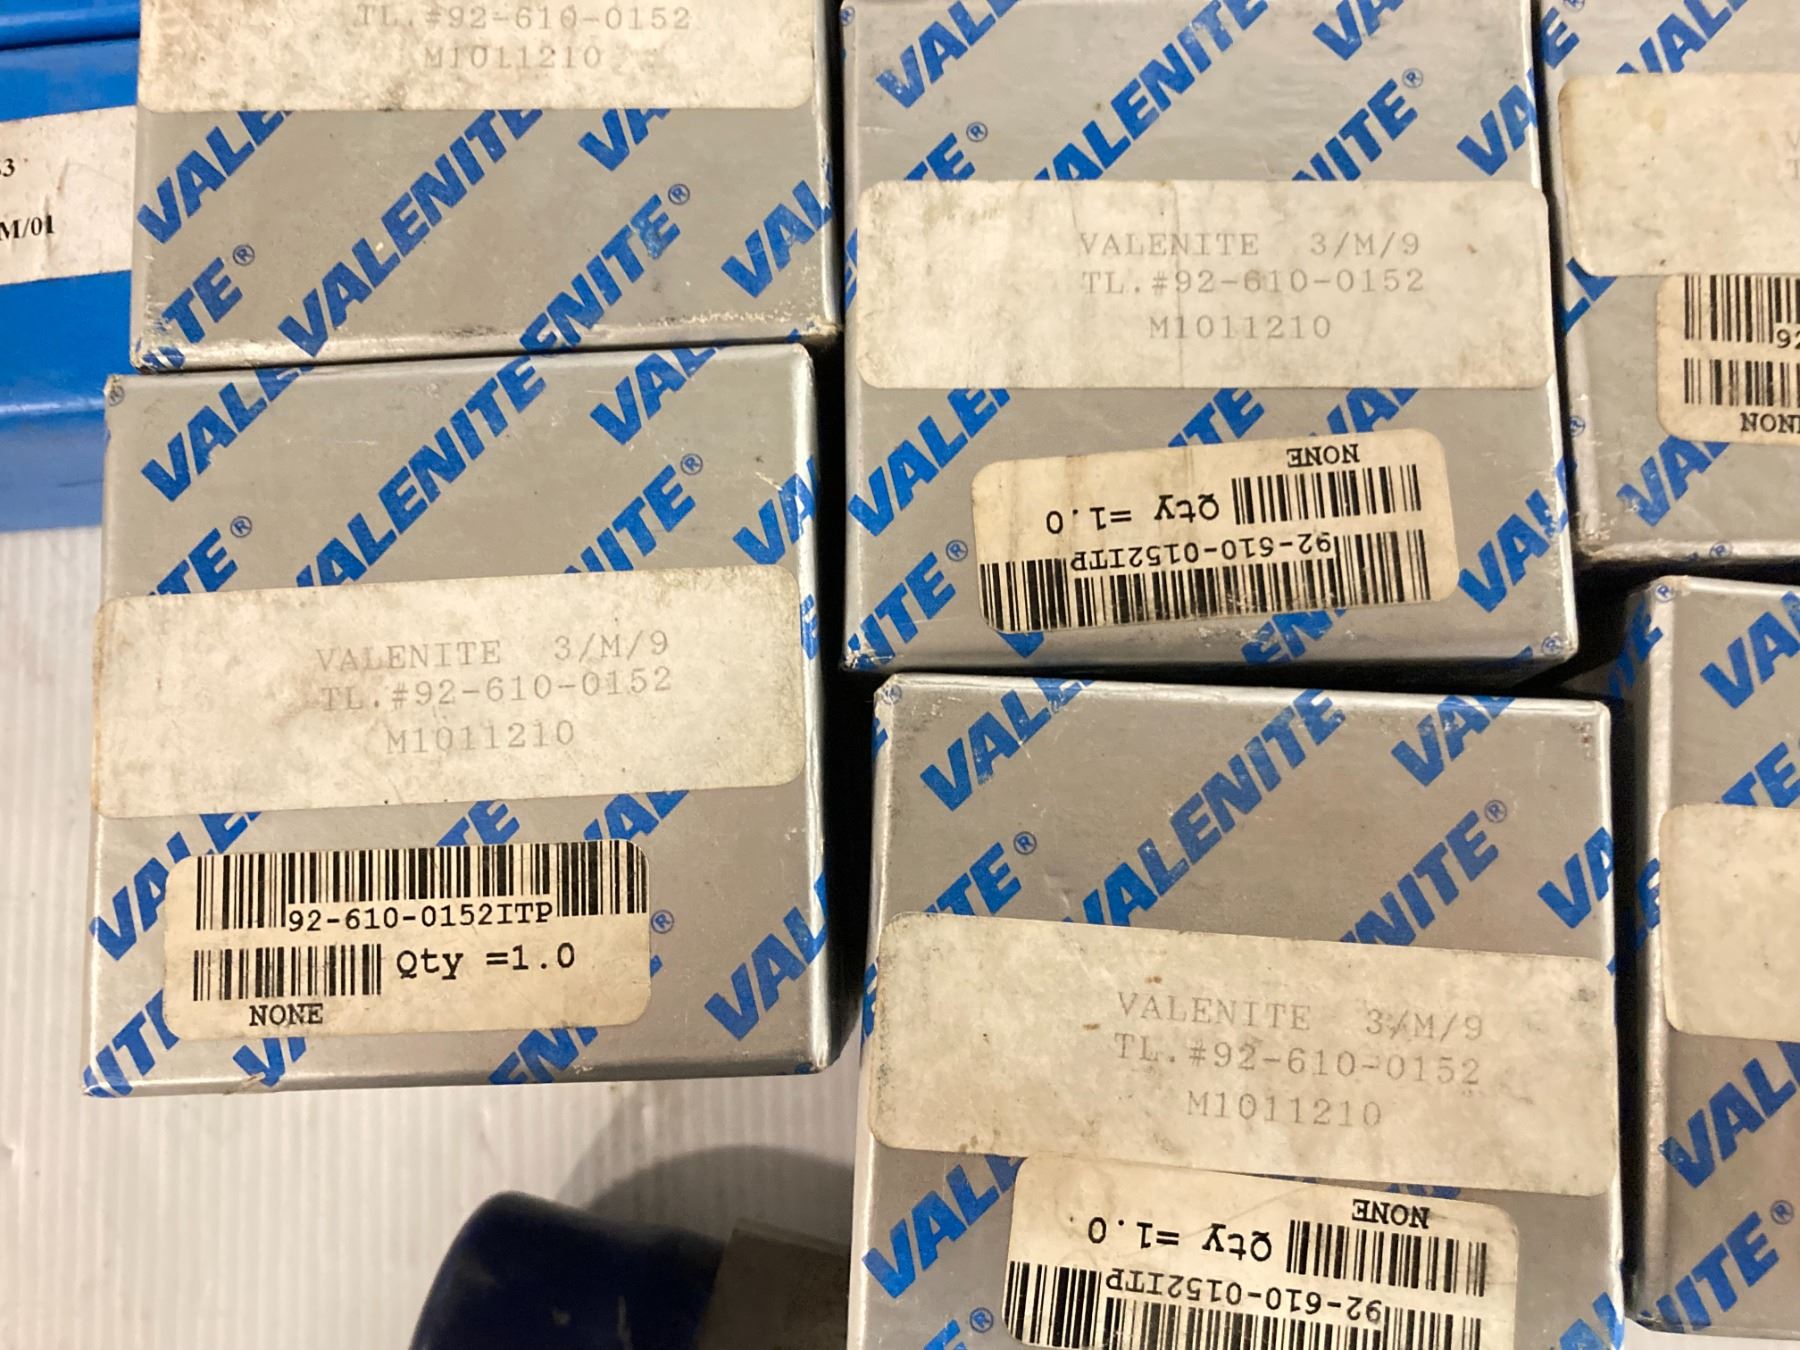 TL.#92-610-0152
M1011210
33
M/01
VALENITE®
VALENITE 3/M/9
TL.#92-610-0152
M1011210
NONE
Qty =1.0
92-610-0152ITP
NONE
VALENITE 3/M/9
TL.#92-610-0152
M1011210
92-610-0152ITP
Qty =1.0
NONE
VALENITE 3/M/9
TL.#92-610-0152
M1011210
NONE
Qty =1.0
92-610-0152ITP